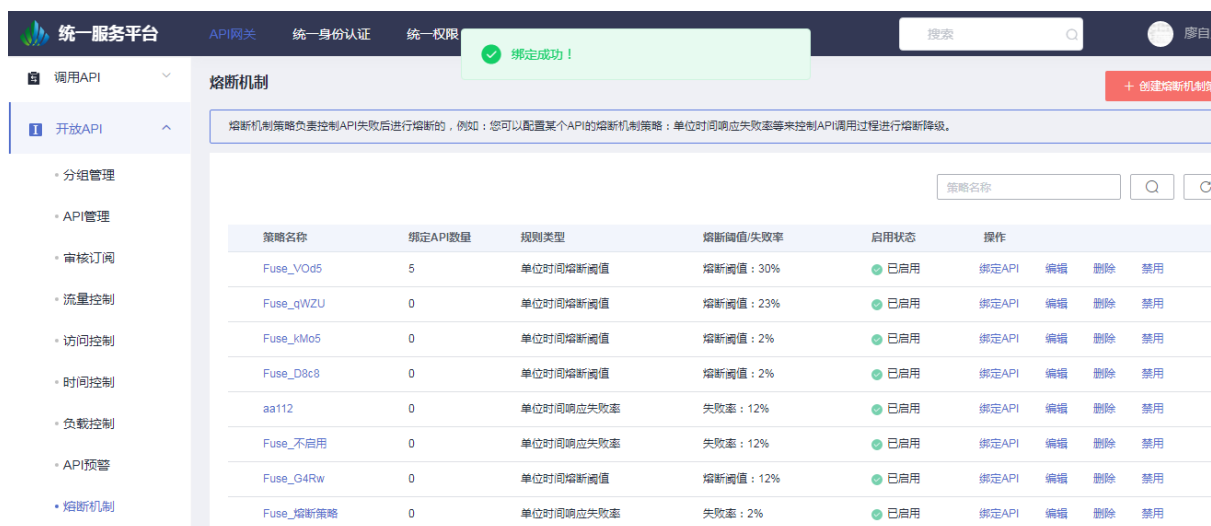 统一服务平台 API网关 统一身份认证 统一权限 搜索 廖自
绑定成功！
调用API
熔断机制
+ 创建熔断机制策
开放API
熔断机制策略负责控制API失败后进行熔断的，例如：您可以配置某个API的熔断机制策略：单位时间响应失败率等来控制API调用过程进行熔断降级。
分组管理
策略名称
API管理
策略名称 绑定API数量 规则类型 熔断阈值/失败率 启用状态 操作
审核订阅
Fuse_VOd5 5 单位时间熔断阈值 熔断阈值：30% 已启用 绑定API 编辑 删除 禁用
流量控制
Fuse_qWZU 0 单位时间熔断阈值 熔断阈值：23% 已启用 绑定API 编辑 删除 禁用
访问控制
Fuse_kMo5 0 单位时间熔断阈值 熔断阈值：2% 已启用 绑定API 编辑 删除 禁用
时间控制
Fuse_D8c8 0 单位时间熔断阈值 熔断阈值：2% 已启用 绑定API 编辑 删除 禁用
aa112 0 单位时间响应失败率 失败率：12% 已启用 绑定API 编辑 删除 禁用
负载控制
Fuse_不启用 0 单位时间响应失败率 失败率：12% 已启用 绑定API 编辑 删除 禁用
API预警
Fuse_G4Rw 0 单位时间熔断阈值 熔断阈值：12% 已启用 绑定API 编辑 删除 禁用
熔断机制
Fuse_熔断策略 0 单位时间响应失败率 失败率：2% 已启用 绑定API 编辑 删除 禁用